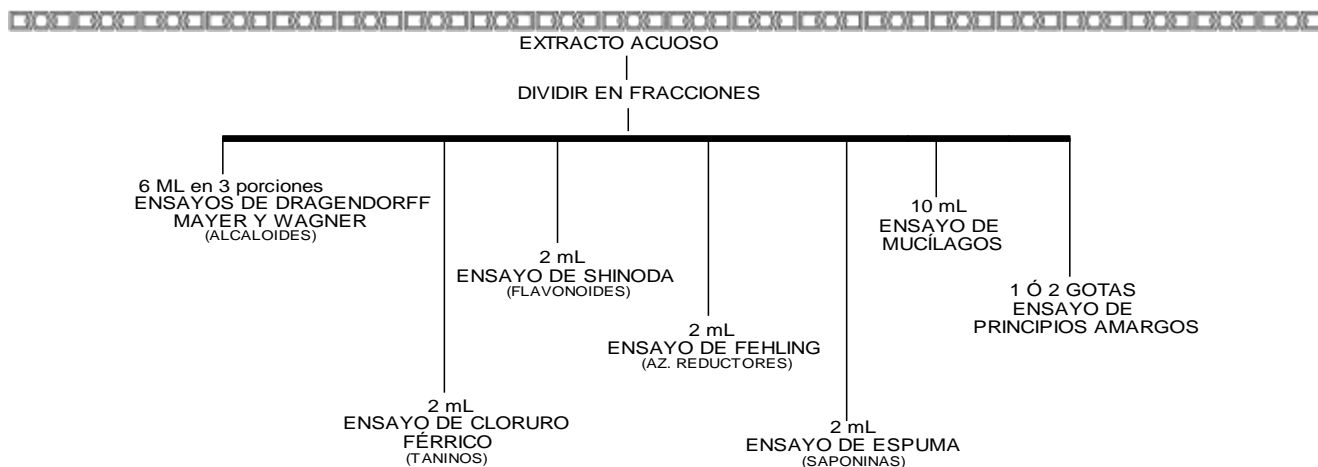 EXTRACTO ACUOSO
DIVIDIR EN FRACCIONES
6 ML en 3 porciones
ENSAYOS DE DRAGENDORFF
MAYER Y WAGNER
(ALCALOIDES)
2 mL
ENSAYO DE CLORURO
FÉRRICO
(TANINOS)
2 mL
ENSAYO DE SHINODA
(FLAVONOIDES)
2 mL
ENSAYO DE FEHLING
(AZ. REDUCTORES)
2 mL
ENSAYO DE ESPUMA
(SAPONINAS)
10 mL
ENSAYO DE
MUCÍLAGOS
1 Ó 2 GOTAS
ENSAYO DE
PRINCIPIOS AMARGOS